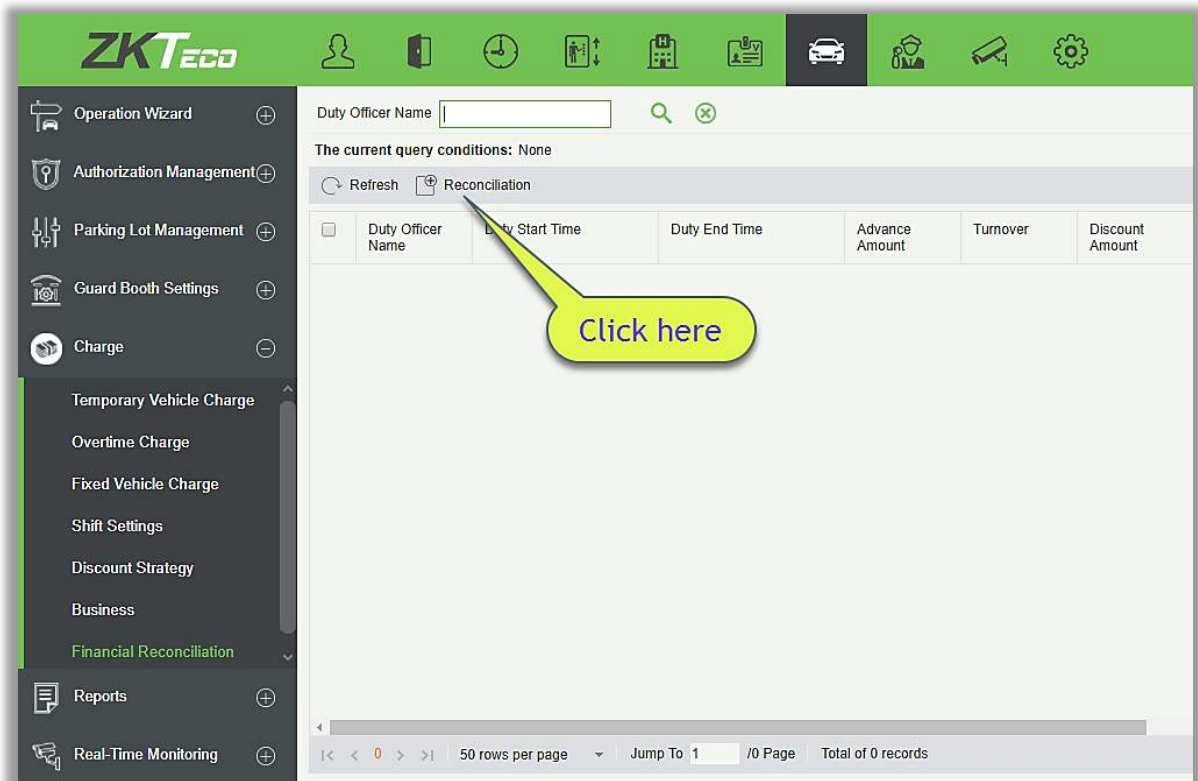 ZKTeco
Operation Wizard
Authorization Management
Parking Lot Management
Guard Booth Settings
Charge
Temporary Vehicle Charge
Overtime Charge
Fixed Vehicle Charge
Shift Settings
Discount Strategy
Business
Financial Reconciliation
Reports
Real-Time Monitoring
Duty Officer Name
The current query conditions: None
Refresh Reconciliation
Duty Officer Name Duty Start Time Duty End Time Advance Amount Turnover Discount Amount
Click here
|< < 0 > >| 50 rows per page Jump To 1 /0 Page Total of 0 records